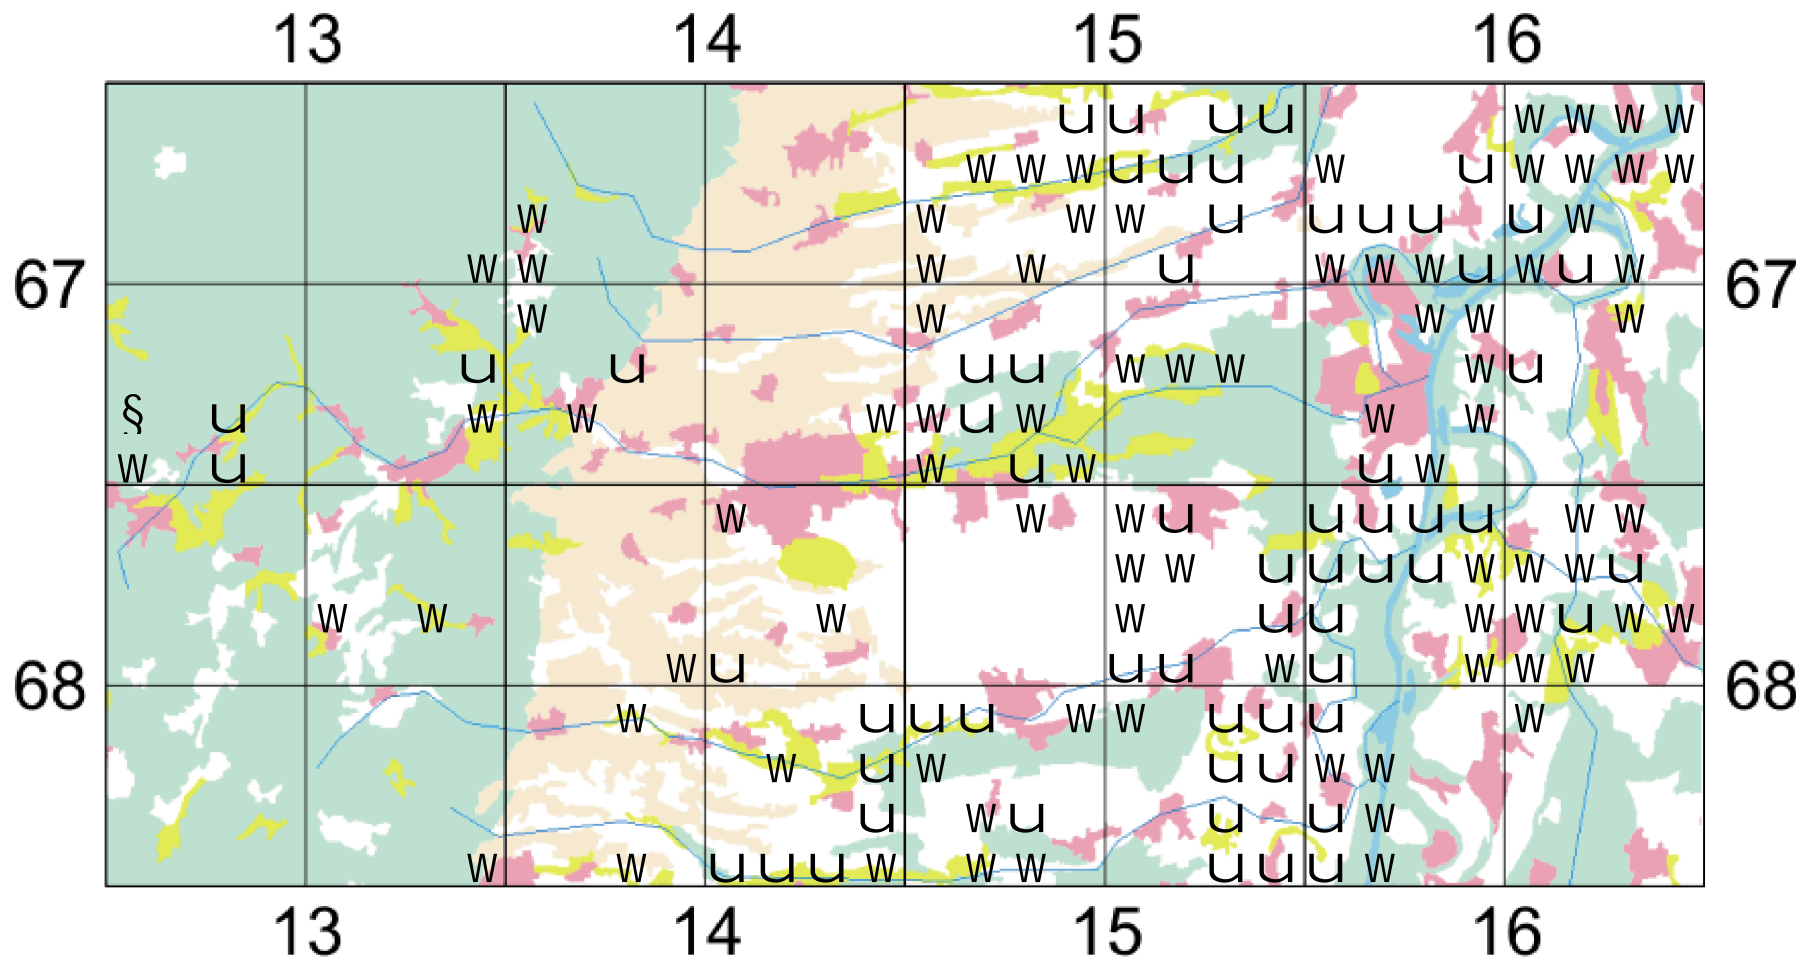 13 14 15 16
u u u u w w w w
w w w u u u w u w w w w
w w w w u u u u u w
w w w w u w w w u w u w
67 67
w w w w w
u u u u w w w w u
§ u w w w w u w w w
w u w u w u w
w w w u u u u u w w
w w u u u u w w w u
w w w w u u w w u w w
w u u u w u w w w
68 68
w u u u w w u u u w
w u w u u w w
u w u u u w
w w u u u w w w u u u w
13 14 15 16